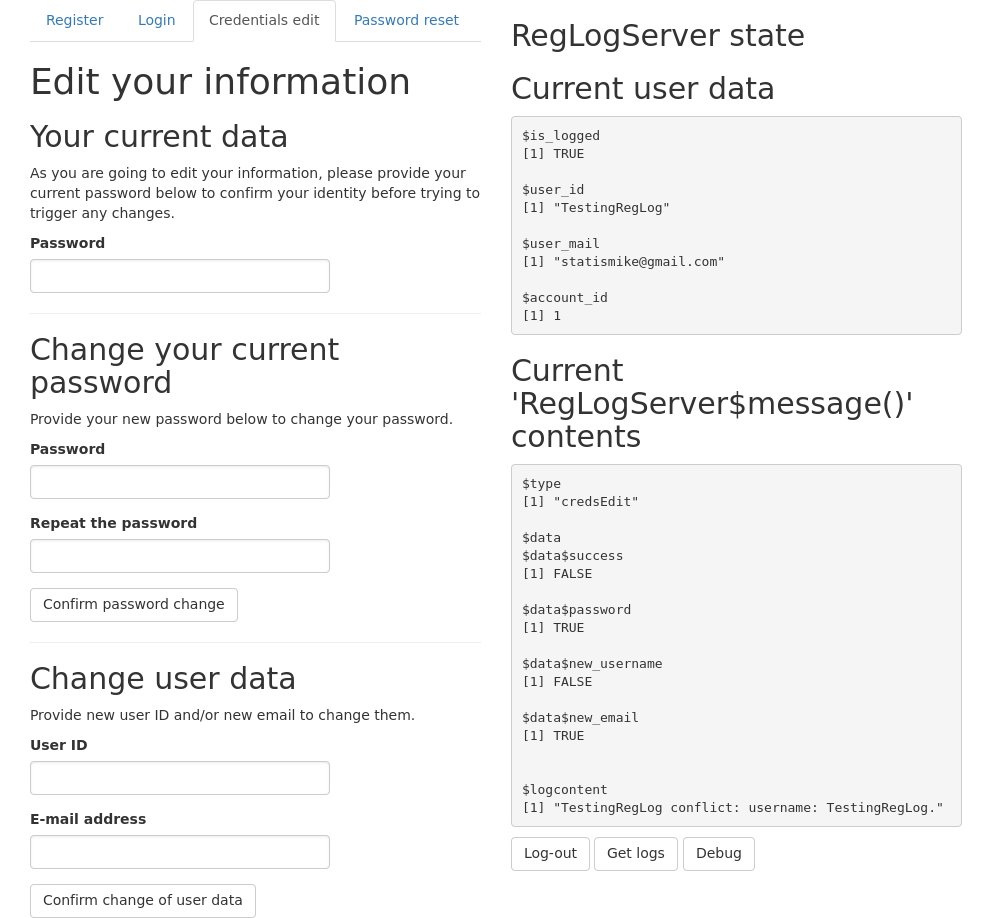 Register
Login
Credentials edit
Password reset
Edit your information
Your current data
As you are going to edit your information, please provide your
current password below to confirm your identity before trying to
trigger any changes.
Password
Change your current
password
Provide your new password below to change your password.
Password
Repeat the password
Confirm password change
Change user data
Provide new user ID and/or new email to change them.
User ID
E-mail address
Confirm change of user data
RegLogServer state
Current user data
$is_logged
[1] TRUE
$user_id
[1] "TestingRegLog"
$user_mail
[1] "statismike@gmail.com"
$account_id
[1] 1
Current
'RegLogServer$message()'
contents
$type
[1] "credsEdit"
$data
$data$success
[1] FALSE
$data$password
[1] TRUE
$data$new_username
[1] FALSE
$data$new_email
[1] TRUE
$logcontent
[1] "TestingRegLog conflict: username: TestingRegLog."
Log-out
Get logs
Debug